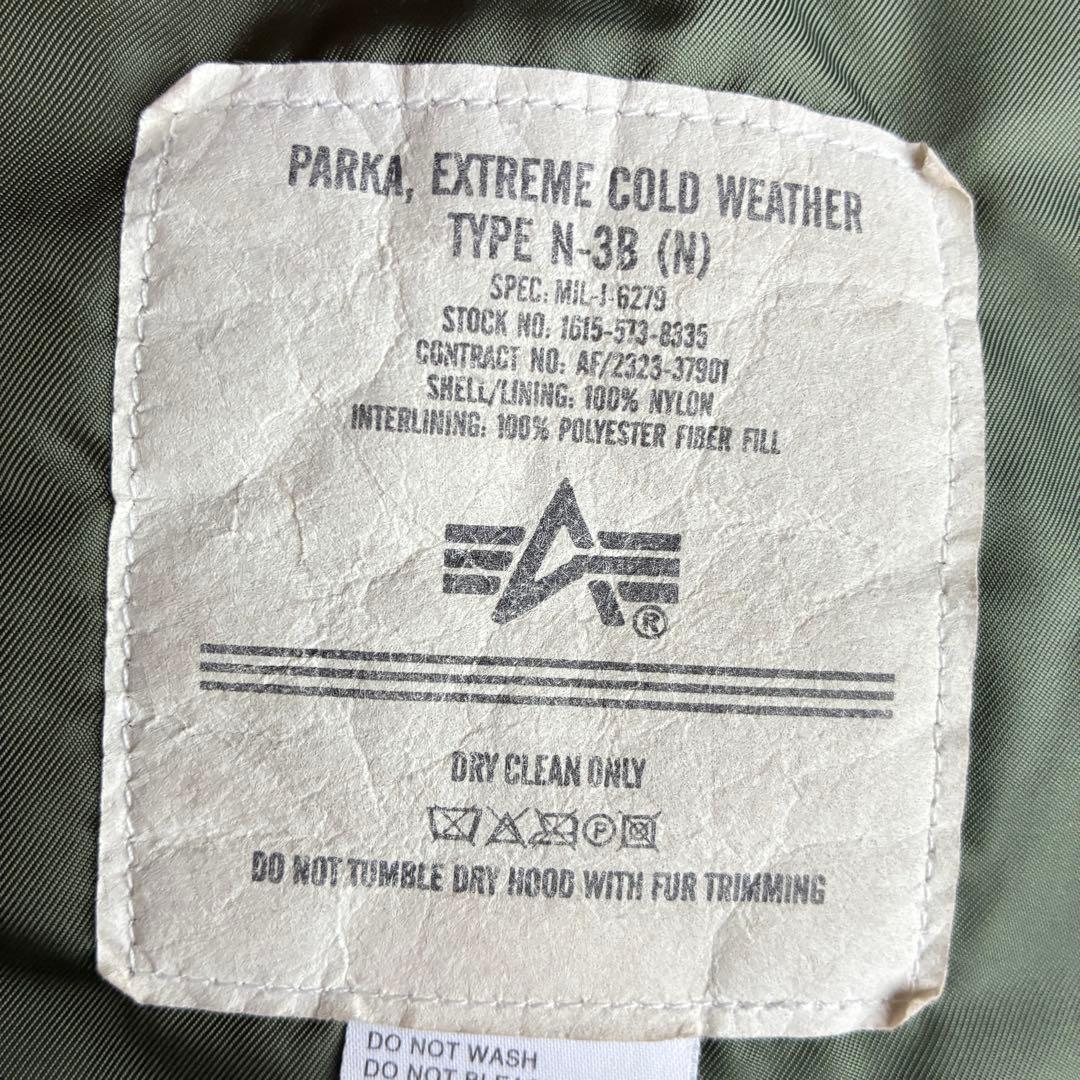 PARKA, EXTREME COLD WEATHER
TYPE N-3B (N)
SPEC: MIL-J-6279
STOCK NO. 1615-573-8335
CONTRACT NO: AF/2323-37901
SHELL/LINING: 100% NYLON
INTERLINING: 100% POLYESTER FIBER FILL
®
DRY CLEAN ONLY
P
DO NOT TUMBLE DRY HOOD WITH FUR TRIMMING
DO NOT WASH
DO NOT